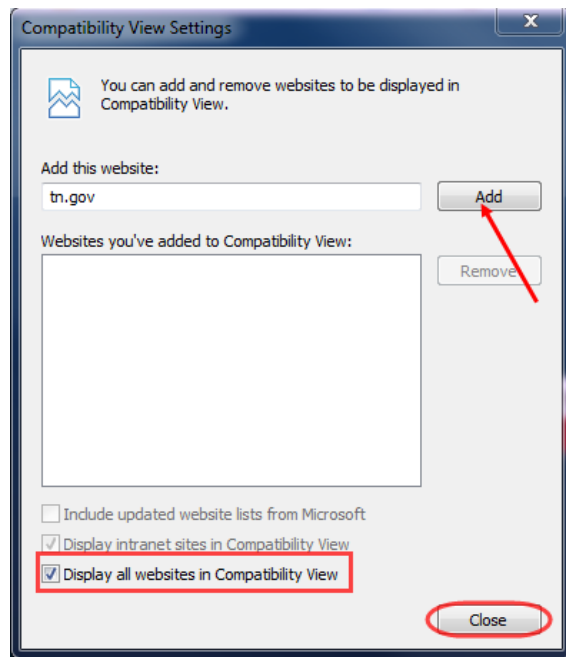 Compatibility View Settings
You can add and remove websites to be displayed in
Compatibility View.
Add this website:
tn.gov
Add
Websites you've added to Compatibility View:
Remove
Include updated website lists from Microsoft
Display intranet sites in Compatibility View
Display all websites in Compatibility View
Close